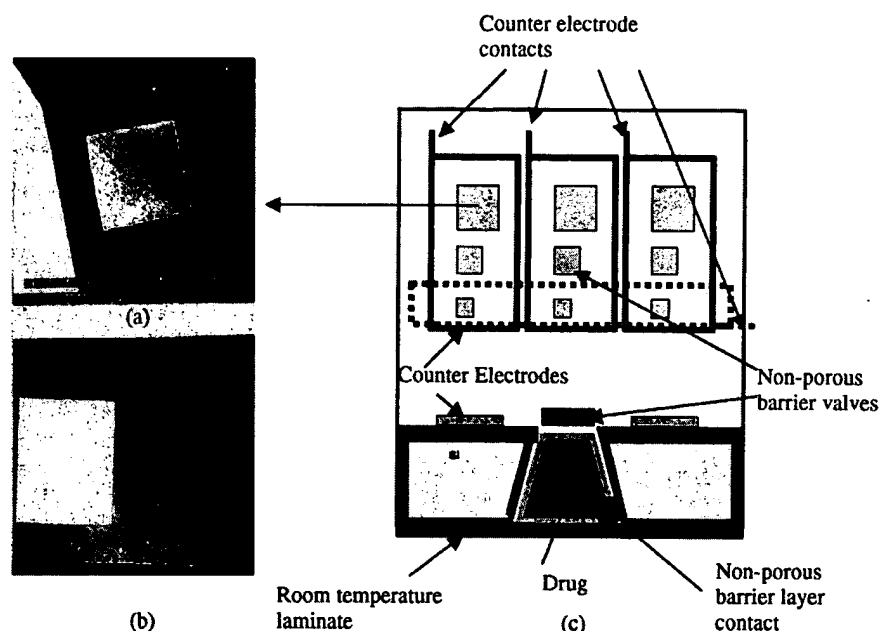 Counter electrode
contacts
(a)
Counter Electrodes
Non-porous
barrier valves
Room temperature
laminate
Drug
Non-porous
barrier layer
contact
(b)
(c)